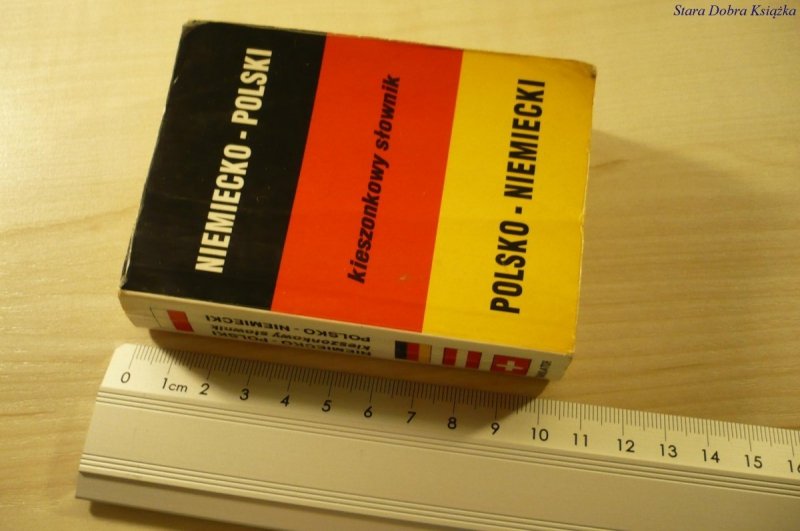 Stara Dobra Książka
NIEMIECKO - POLSKI
kieszonkowy słownik
POLSKO - NIEMIECKI
NIEMIECKO - POLSKI
kieszonkowy słownik
POLSKO - NIEMIECKI
0 1cm 2 3 4 5 6 7 8 9 10 11 12 13 14 15 16